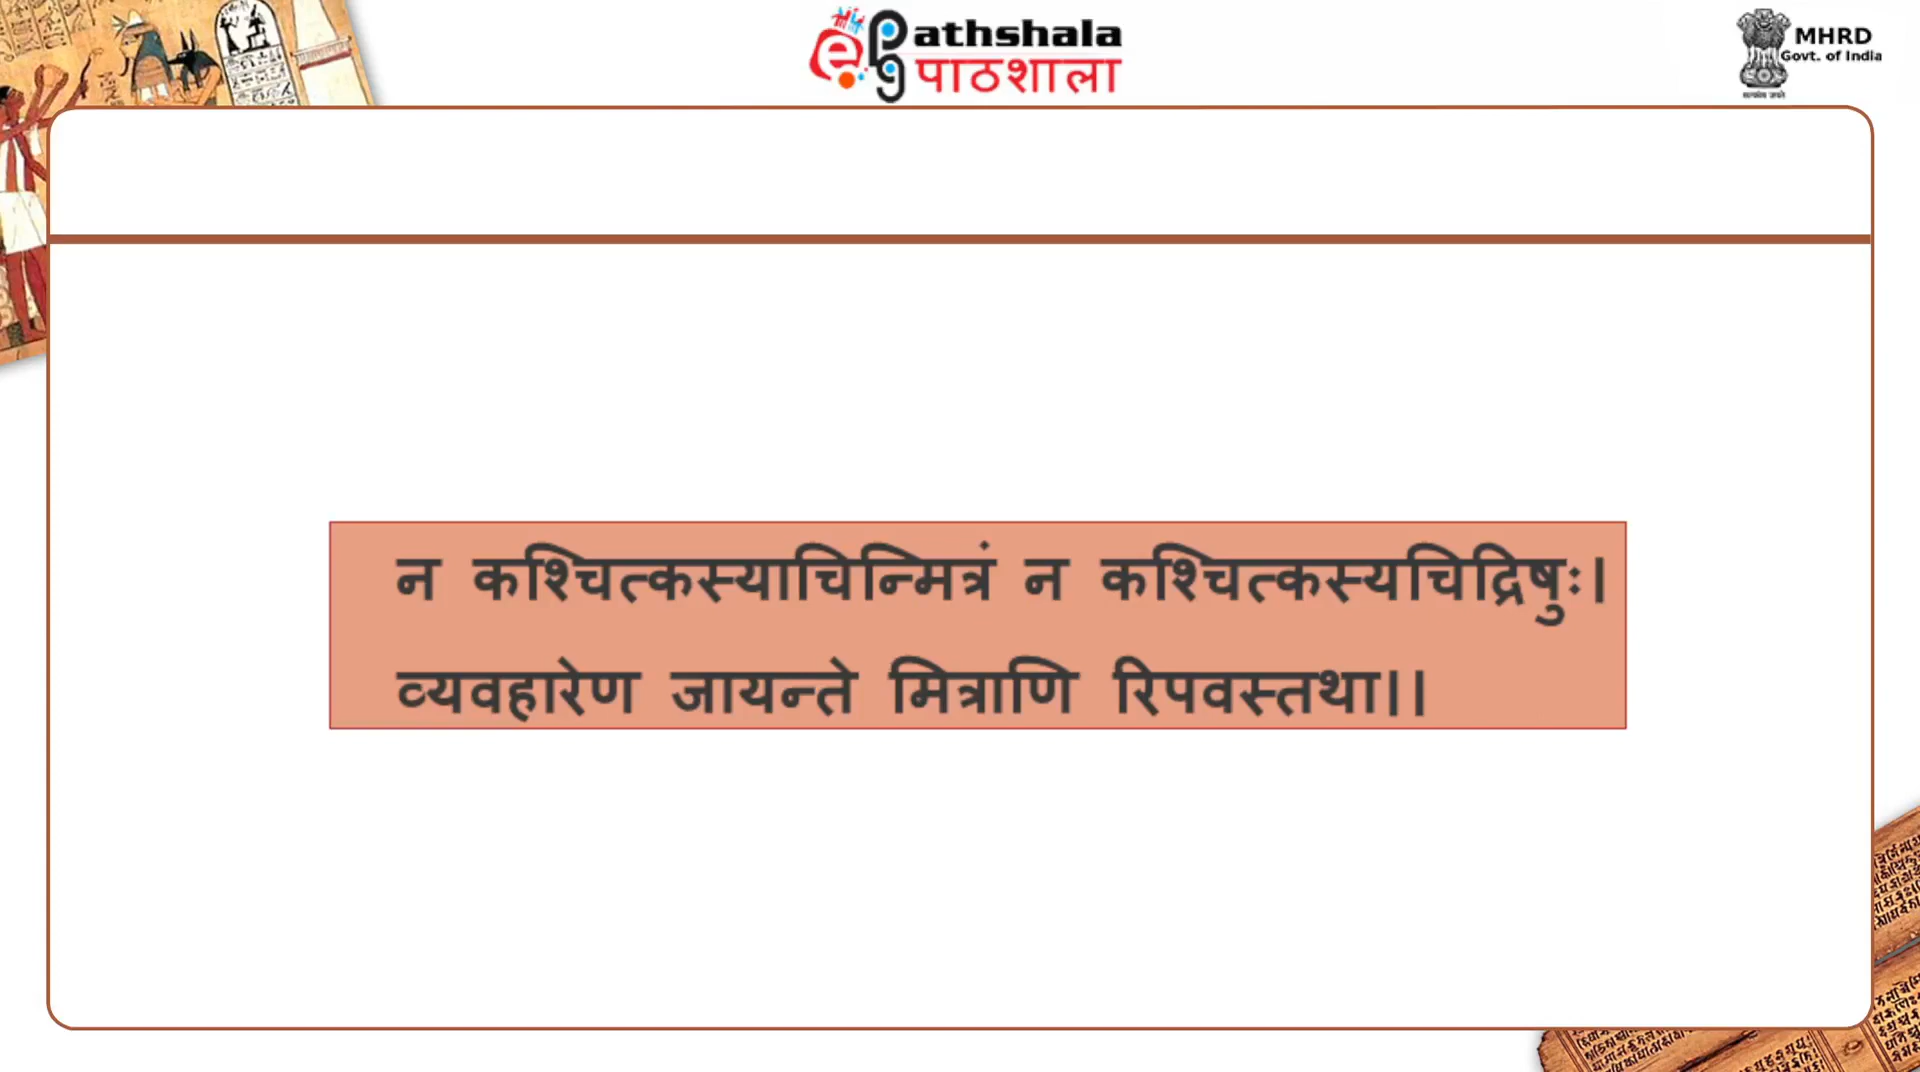 ePathshala
पाठशाला
MHRD
Govt. of India
न कश्चित्कस्याचिन्मित्रं न कश्चित्कस्यचिद्रिषुः।
व्यवहारेण जायन्ते मित्राणि रिपवस्तथा।।